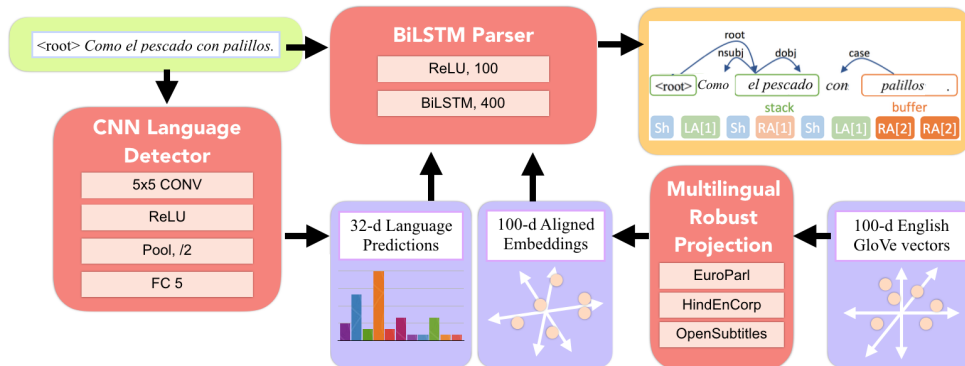 <root> Como el pescado con palillos.
BiLSTM Parser
ReLU, 100
BiLSTM, 400
root
nsubj
dobj
case
<root> Como el pescado con palillos .
stack
buffer
Sh LA[1] Sh RA[1] Sh LA[1] RA[2] RA[2]
CNN Language
Detector
5x5 CONV
ReLU
Pool, /2
FC 5
32-d Language
Predictions
100-d Aligned
Embeddings
Multilingual
Robust
Projection
EuroParl
HindEnCorp
OpenSubtitles
100-d English
GloVe vectors